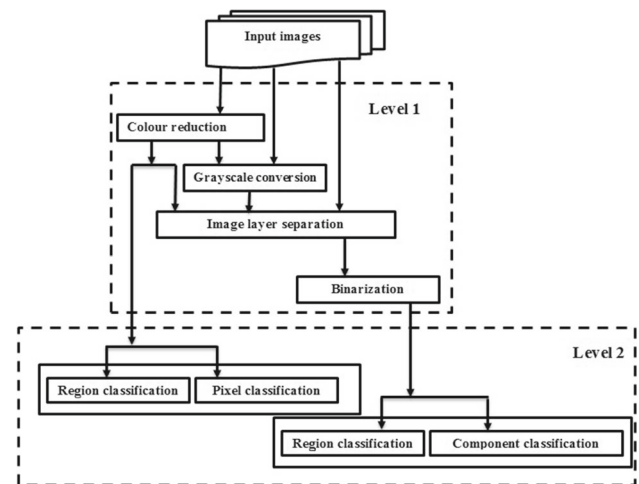 Input images
Level 1
Colour reduction
Grayscale conversion
Image layer separation
Binarization
Level 2
Region classification
Pixel classification
Region classification
Component classification